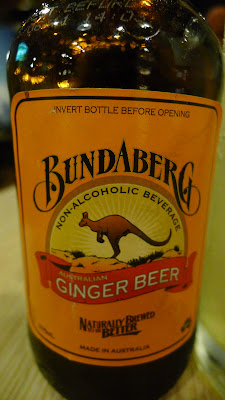 INVERT BOTTLE BEFORE OPENING
BUNDABERG
NON-ALCOHOLIC BEVERAGE
AUSTRALIAN
GINGER BEER
NATURALLY BREWED
TO BE BETTER
MADE IN AUSTRALIA